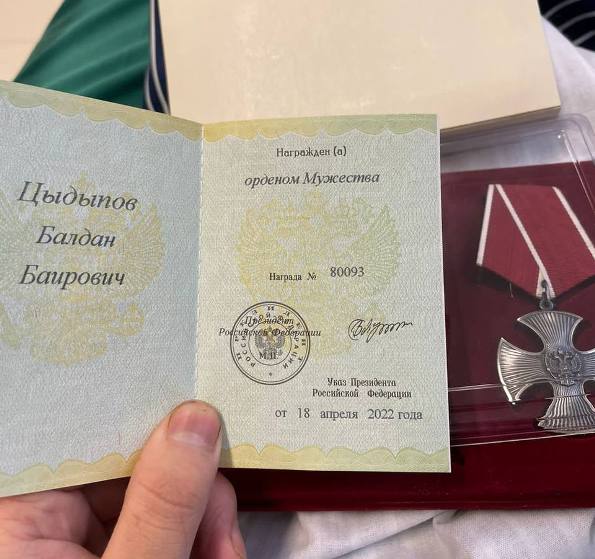 Цыдыпов
Балдан
Баирович
Награжден (а)
орденом Мужества
Награда № 80093
Президент
Российской Федерации
М.П.
Указ Президента
Российской Федерации
от 18 апреля 2022 года